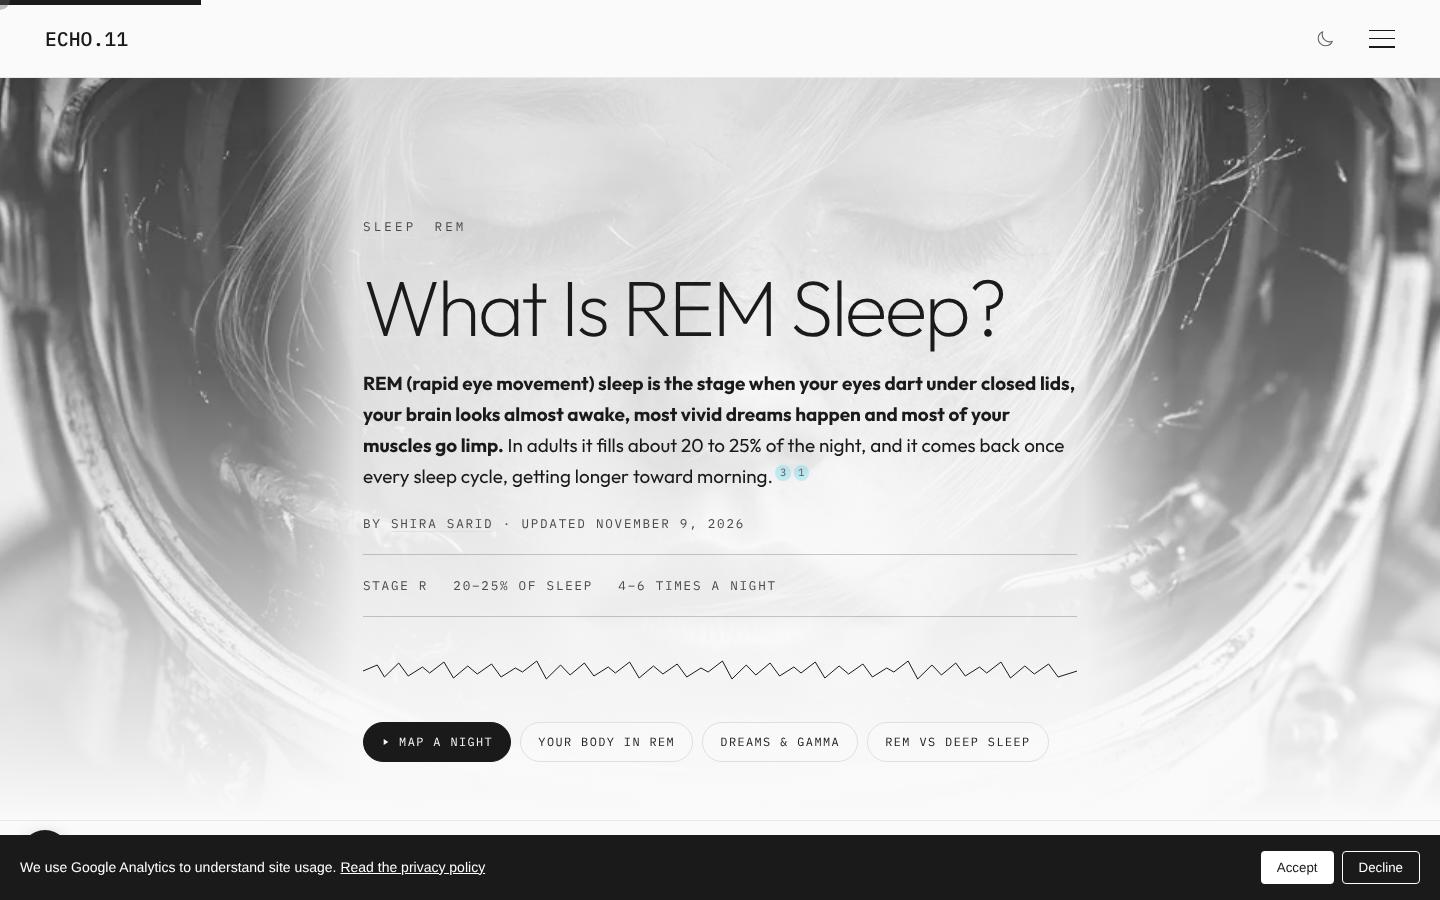 ECHO.11
SLEEP REM
What Is REM Sleep?
REM (rapid eye movement) sleep is the stage when your eyes dart under closed lids,
your brain looks almost awake, most vivid dreams happen and most of your
muscles go limp. In adults it fills about 20 to 25% of the night, and it comes back once
every sleep cycle, getting longer toward morning. 3 1
BY SHIRA SARID · UPDATED NOVEMBER 9, 2026
STAGE R 20–25% OF SLEEP 4–6 TIMES A NIGHT
MAP A NIGHT YOUR BODY IN REM DREAMS & GAMMA REM VS DEEP SLEEP
We use Google Analytics to understand site usage. Read the privacy policy Accept Decline